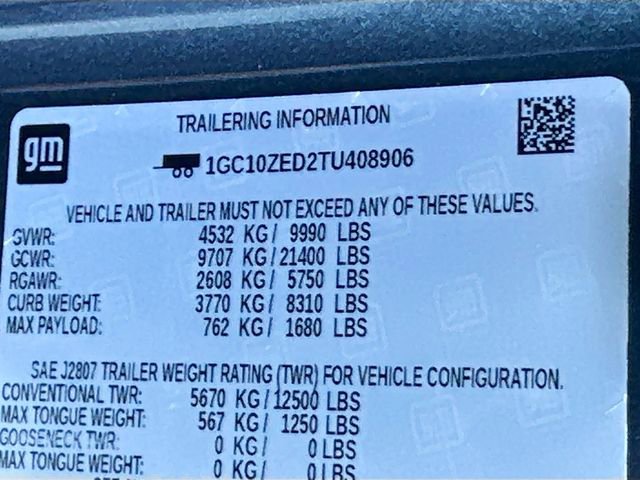 gm
TRAILERING INFORMATION
1GC10ZED2TU408906
VEHICLE AND TRAILER MUST NOT EXCEED ANY OF THESE VALUES.
GVWR: 4532 KG/ 9990 LBS
GCWR: 9707 KG/21400 LBS
RGAWR: 2608 KG/ 5750 LBS
CURB WEIGHT: 3770 KG/ 8310 LBS
MAX PAYLOAD: 762 KG/ 1680 LBS
SAE J2807 TRAILER WEIGHT RATING (TWR) FOR VEHICLE CONFIGURATION.
CONVENTIONAL TWR: 5670 KG/12500 LBS
MAX TONGUE WEIGHT: 567 KG/ 1250 LBS
GOOSENECK TWR: 0 KG/ 0 LBS
MAX TONGUE WEIGHT: 0 KG/ 0 LBS